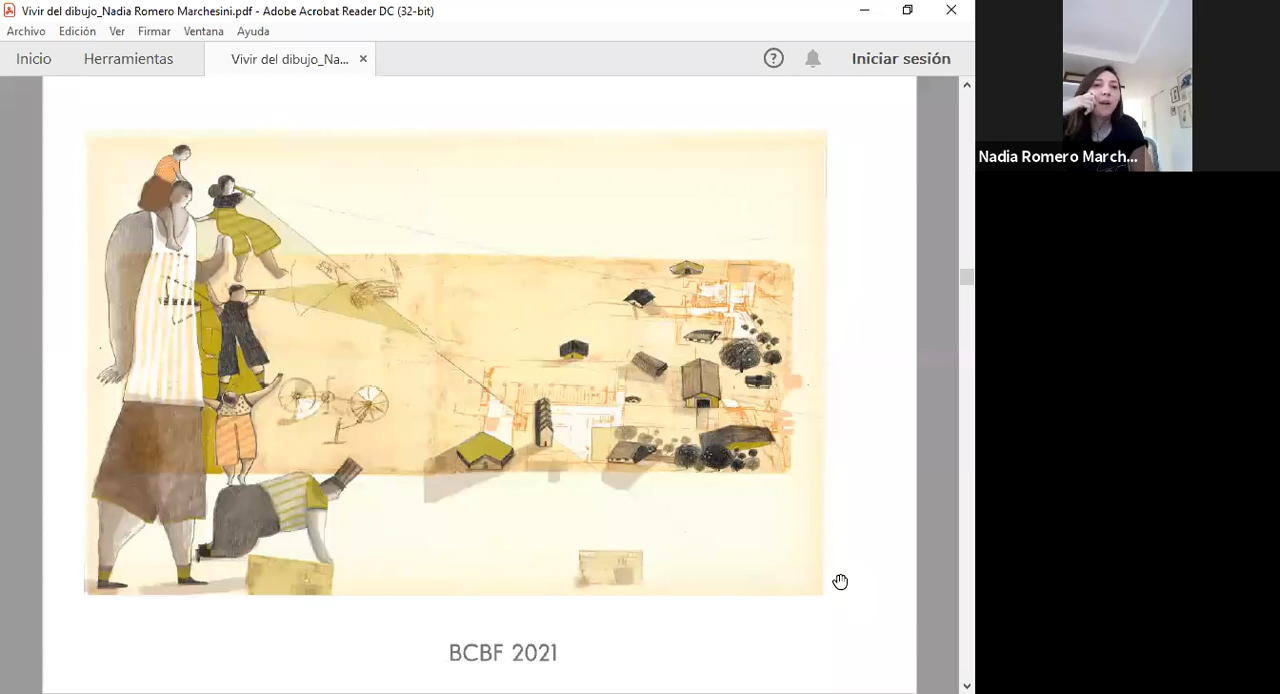 Vivir del dibujo_Nadia Romero Marchesini.pdf - Adobe Acrobat Reader DC (32-bit)
Archivo Edición Ver Firmar Ventana Ayuda
Inicio Herramientas Vivir del dibujo_Na... × Iniciar sesión
Nadia Romero March...
BCBF 2021